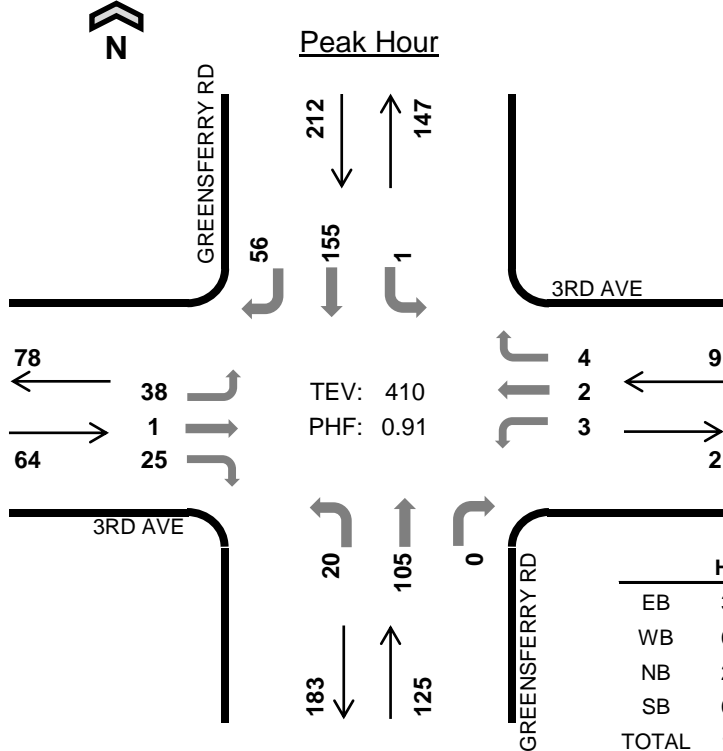 N
Peak Hour
GREENSFERRY RD
212
147
56
155
1
3RD AVE
78
38
TEV: 410
4
9
1
PHF: 0.91
2
64
25
3
2
3RD AVE
20
105
0
GREENSFERRY RD
183
125
EB
WB
NB
SB
TOTAL